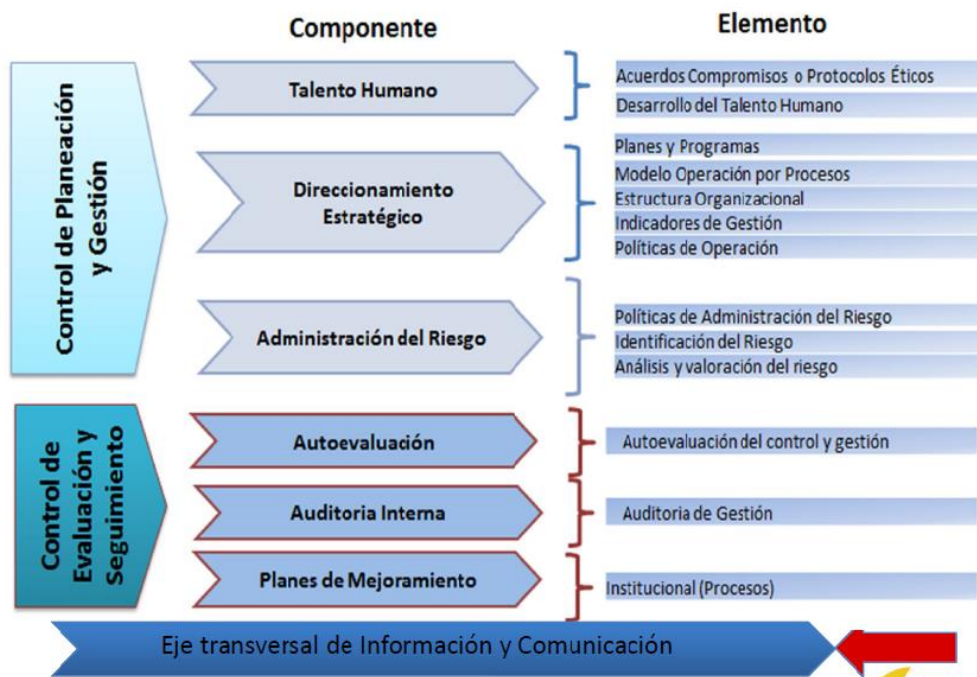 Componente
Elemento
Control de Planeación
y Gestión
Talento Humano
Acuerdos Compromisos o Protocolos Éticos
Desarrollo del Talento Humano
Direccionamiento
Estratégico
Planes y Programas
Modelo Operación por Procesos
Estructura Organizacional
Indicadores de Gestión
Políticas de Operación
Administración del Riesgo
Políticas de Administración del Riesgo
Identificación del Riesgo
Análisis y valoración del riesgo
Control de
Evaluación y
Seguimiento
Autoevaluación
Autoevaluación del control y gestión
Auditoria Interna
Auditoria de Gestión
Planes de Mejoramiento
Institucional (Procesos)
Eje transversal de Información y Comunicación